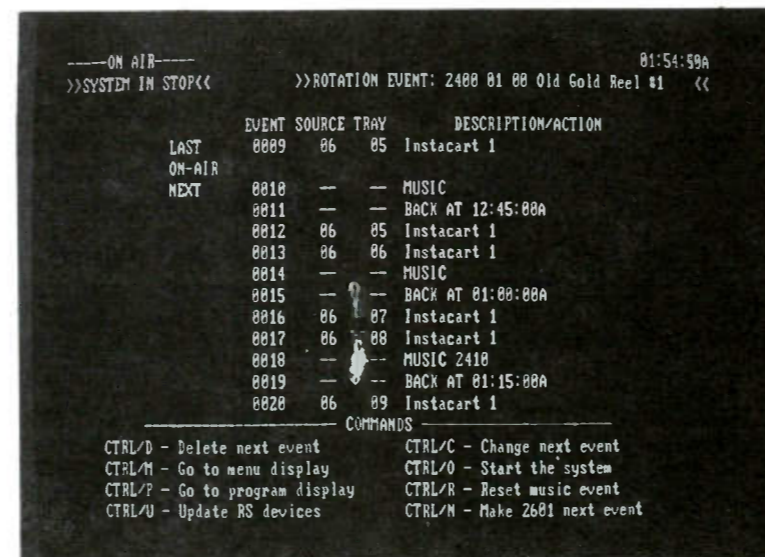 -----ON AIR----- 01:54:59A
>>SYSTEM IN STOP<< >>ROTATION EVENT: 2400 01 00 Old Gold Reel #1 <<
EVENT SOURCE TRAY DESCRIPTION/ACTION
LAST 0009 06 05 Instacart 1
ON-AIR
NEXT 0010 -- -- MUSIC
0011 -- -- BACK AT 12:45:00A
0012 06 05 Instacart 1
0013 06 06 Instacart 1
0014 -- -- MUSIC
0015 -- -- BACK AT 01:00:00A
0016 06 07 Instacart 1
0017 06 08 Instacart 1
0018 -- -- MUSIC 2410
0019 -- -- BACK AT 01:15:00A
0020 06 09 Instacart 1
COMMANDS
CTRL/D - Delete next event CTRL/C - Change next event
CTRL/M - Go to menu display CTRL/O - Start the system
CTRL/P - Go to program display CTRL/R - Reset music event
CTRL/U - Update RS devices CTRL/N - Make 2601 next event